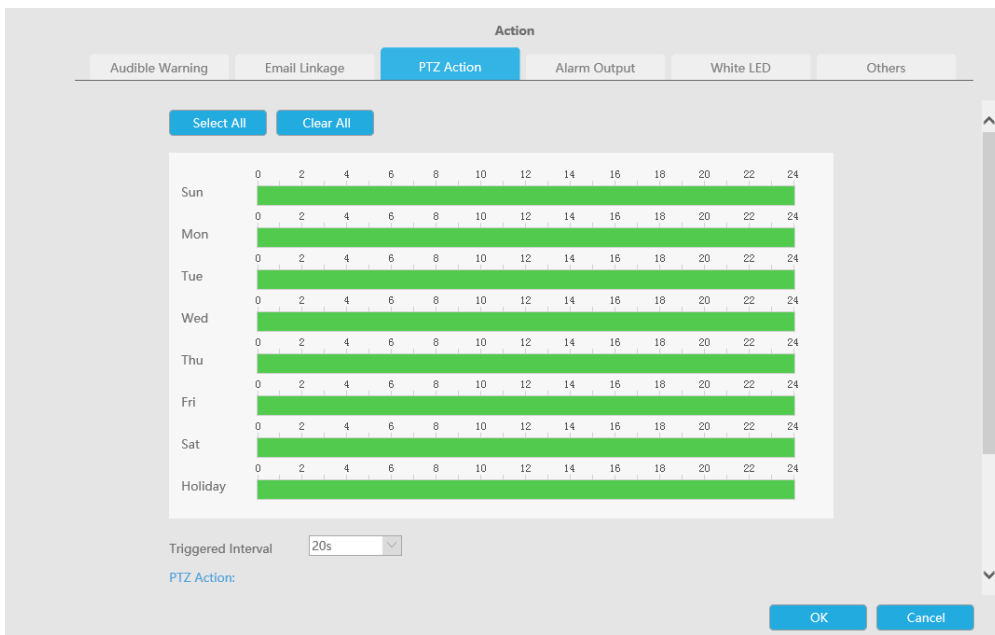 Action
Audible Warning Email Linkage PTZ Action Alarm Output White LED Others
Select All Clear All
0 2 4 6 8 10 12 14 16 18 20 22 24
Sun
0 2 4 6 8 10 12 14 16 18 20 22 24
Mon
0 2 4 6 8 10 12 14 16 18 20 22 24
Tue
0 2 4 6 8 10 12 14 16 18 20 22 24
Wed
0 2 4 6 8 10 12 14 16 18 20 22 24
Thu
0 2 4 6 8 10 12 14 16 18 20 22 24
Fri
0 2 4 6 8 10 12 14 16 18 20 22 24
Sat
0 2 4 6 8 10 12 14 16 18 20 22 24
Holiday
Triggered Interval 20s
PTZ Action:
OK Cancel